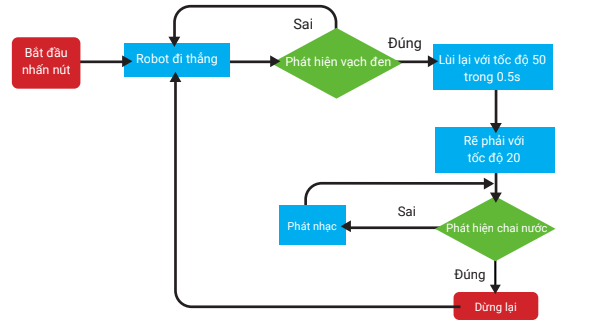 Sai
Bắt đầu
nhấn nút
Robot đi thẳng
Phát hiện vạch đen
Đúng
Lùi lại với tốc độ 50
trong 0.5s
Rẽ phải với
tốc độ 20
Phát nhạc
Sai
Phát hiện chai nước
Đúng
Dừng lại